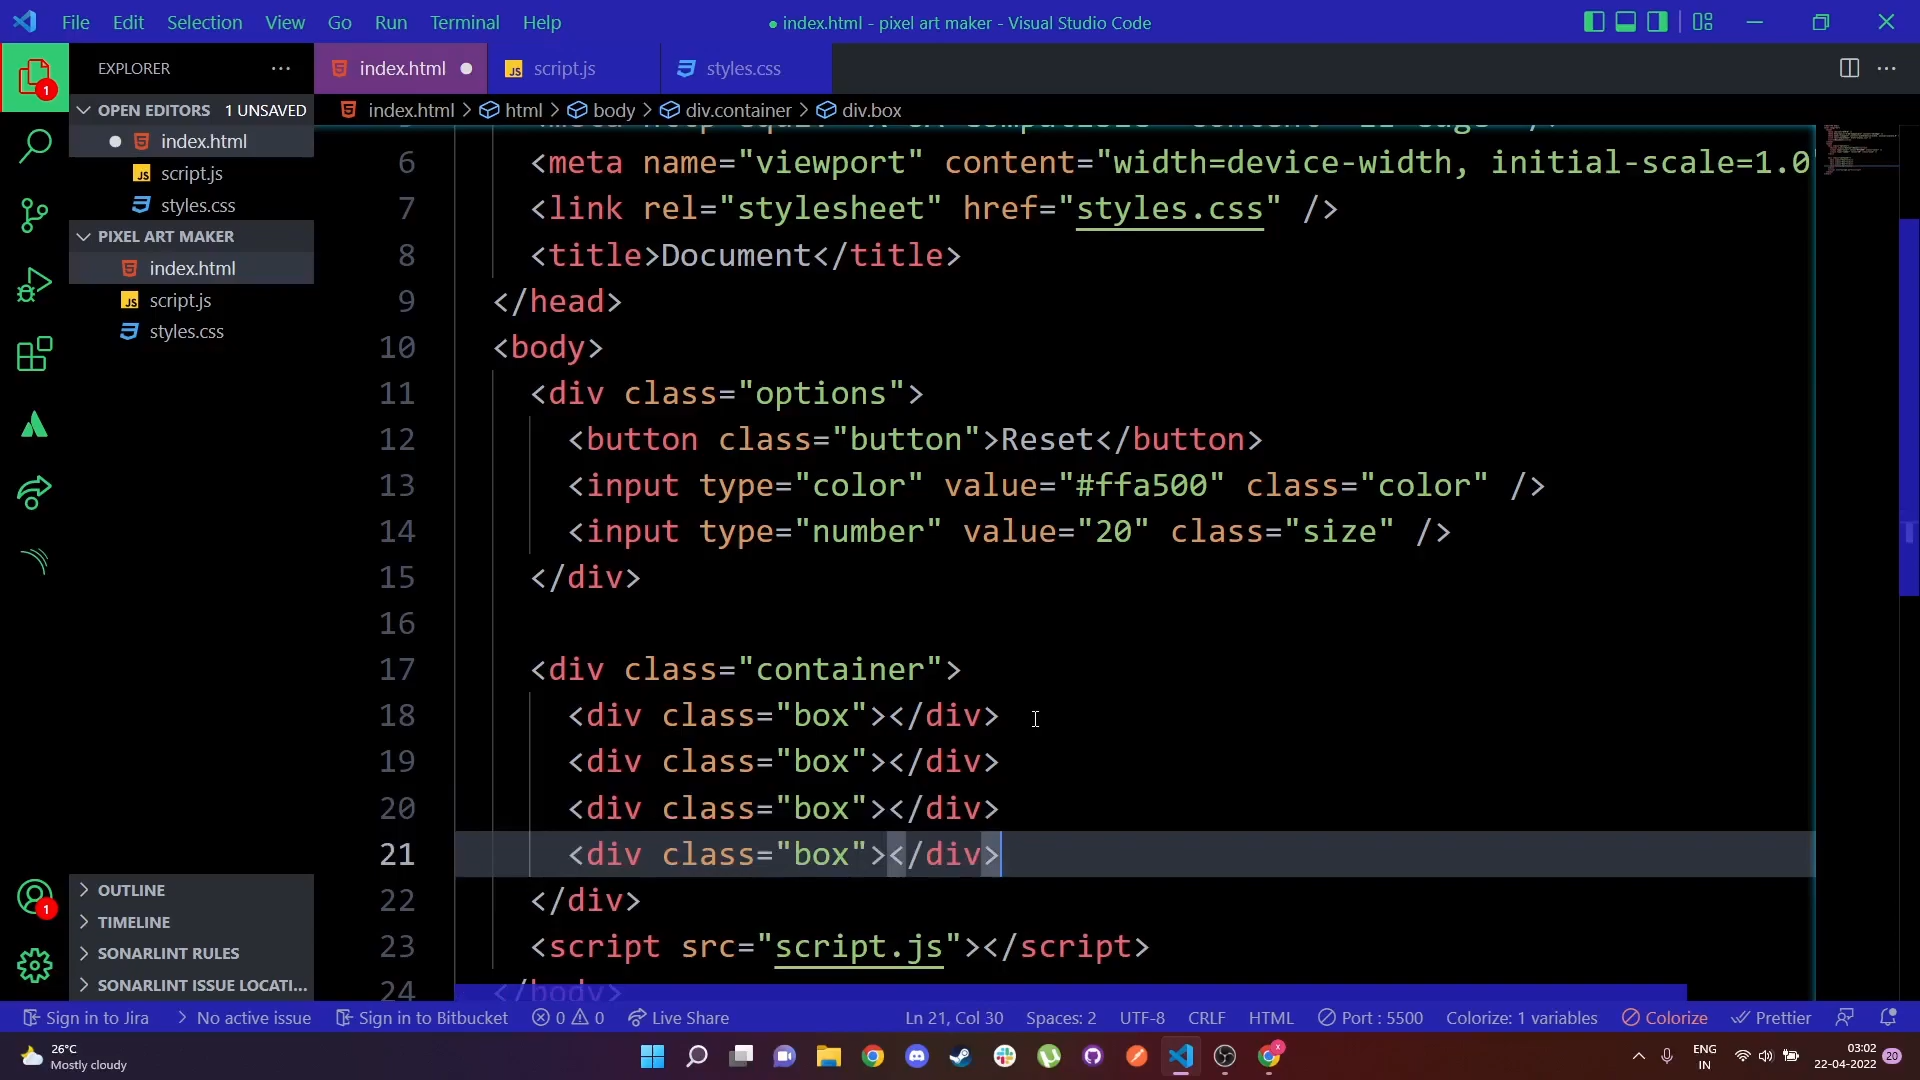 File Edit Selection View Go Run Terminal Help
● index.html - pixel art maker - Visual Studio Code
EXPLORER ···
index.html ●
JS script.js
styles.css
1
OPEN EDITORS 1 UNSAVED
index.html
JS script.js
styles.css
PIXEL ART MAKER
index.html
JS script.js
styles.css
index.html > html > body > div.container > div.box
6 <meta name="viewport" content="width=device-width, initial-scale=1.0
7 <link rel="stylesheet" href="styles.css" />
8 <title>Document</title>
9 </head>
10 <body>
11 <div class="options">
12 <button class="button">Reset</button>
13 <input type="color" value="#ffa500" class="color" />
14 <input type="number" value="20" class="size" />
15 </div>
16
17 <div class="container">
18 <div class="box"></div>
19 <div class="box"></div>
20 <div class="box"></div>
21 <div class="box"></div>
22 </div>
23 <script src="script.js"></script>
24 </body>
1
OUTLINE
TIMELINE
SONARLINT RULES
SONARLINT ISSUE LOCATI...
Sign in to Jira
No active issue
Sign in to Bitbucket
0 0
Live Share
Ln 21, Col 30
Spaces: 2
UTF-8
CRLF
HTML
Port : 5500
Colorize: 1 variables
Colorize
Prettier
26°C
Mostly cloudy
ENG
IN
03:02
22-04-2022
20